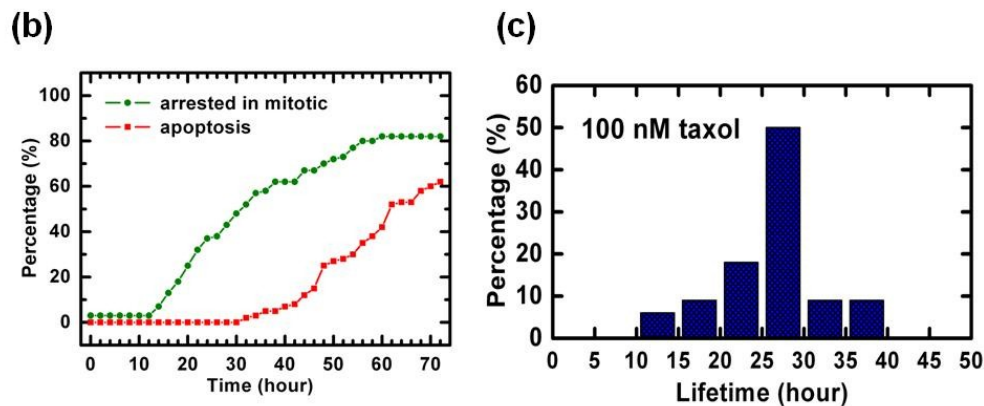 (b)
100
80
60
40
20
0
Percentage (%)
arrested in mitotic
apoptosis
0 10 20 30 40 50 60 70
Time (hour)
(c)
60
50
40
30
20
10
0
Percentage (%)
100 nM taxol
0 5 10 15 20 25 30 35 40 45 50
Lifetime (hour)